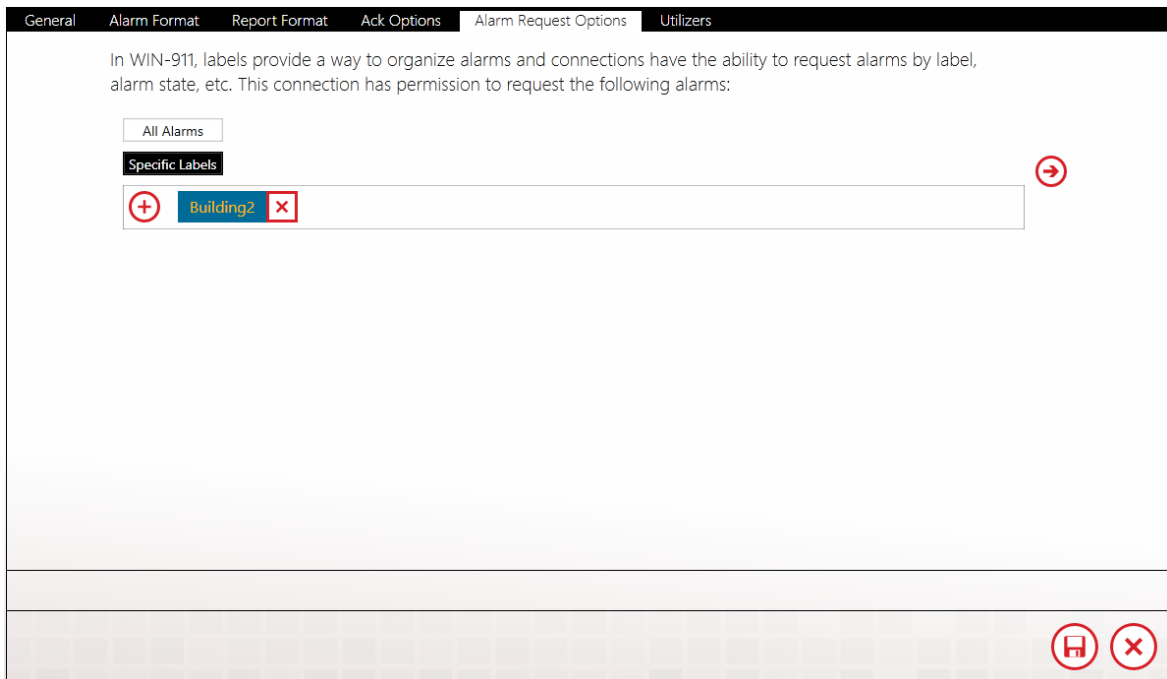 General Alarm Format Report Format Ack Options Alarm Request Options Utilizers
In WIN-911, labels provide a way to organize alarms and connections have the ability to request alarms by label,
alarm state, etc. This connection has permission to request the following alarms:
All Alarms
Specific Labels
Building2